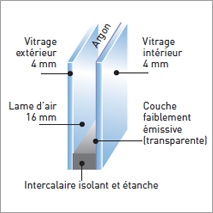 Vitrage
extérieur
4 mm
Argon
Vitrage
intérieur
4 mm
Lame d'air
16 mm
Couche
faiblement
émissive
(transparente)
Intercalaire isolant et étanche